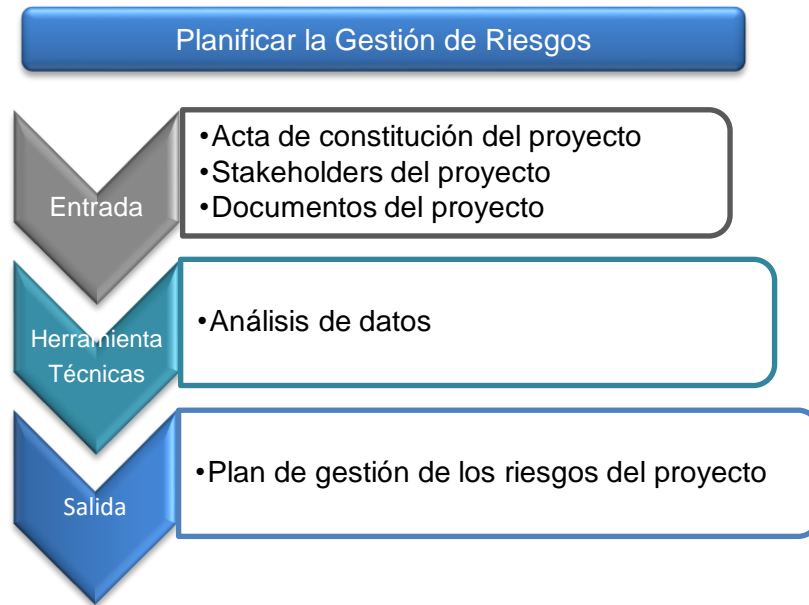 Planificar la Gestión de Riesgos
Entrada
•Acta de constitución del proyecto
•Stakeholders del proyecto
•Documentos del proyecto
Herramienta
Técnicas
•Análisis de datos
Salida
•Plan de gestión de los riesgos del proyecto